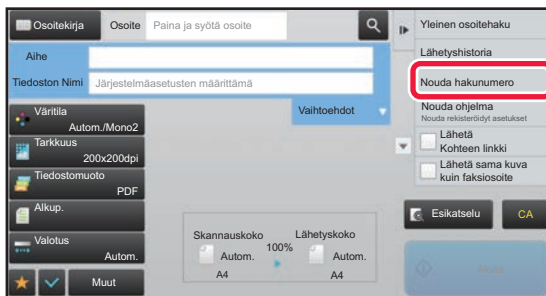 Osoitekirja
Osoite
Paina ja syötä osoite
Aihe
Tiedoston Nimi
Järjestelmäasetusten määrittämä
Väritila
Autom./Mono2
Tarkkuus
200x200dpi
Tiedostomuoto
PDF
Alkup.
Valotus
Autom.
Muut
Vaihtoehdot
Skannauskoko
100%
Lähetyskoko
Autom.
A4
Autom.
A4
Yleinen osoitehaku
Lähetyshistoria
Nouda hakunumero
Nouda ohjelma
Nouda rekisteröidyt asetukset
Lähetä
Kohteen linkki
Lähetä sama kuva
kuin faksiosoite
Esikatselu
CA